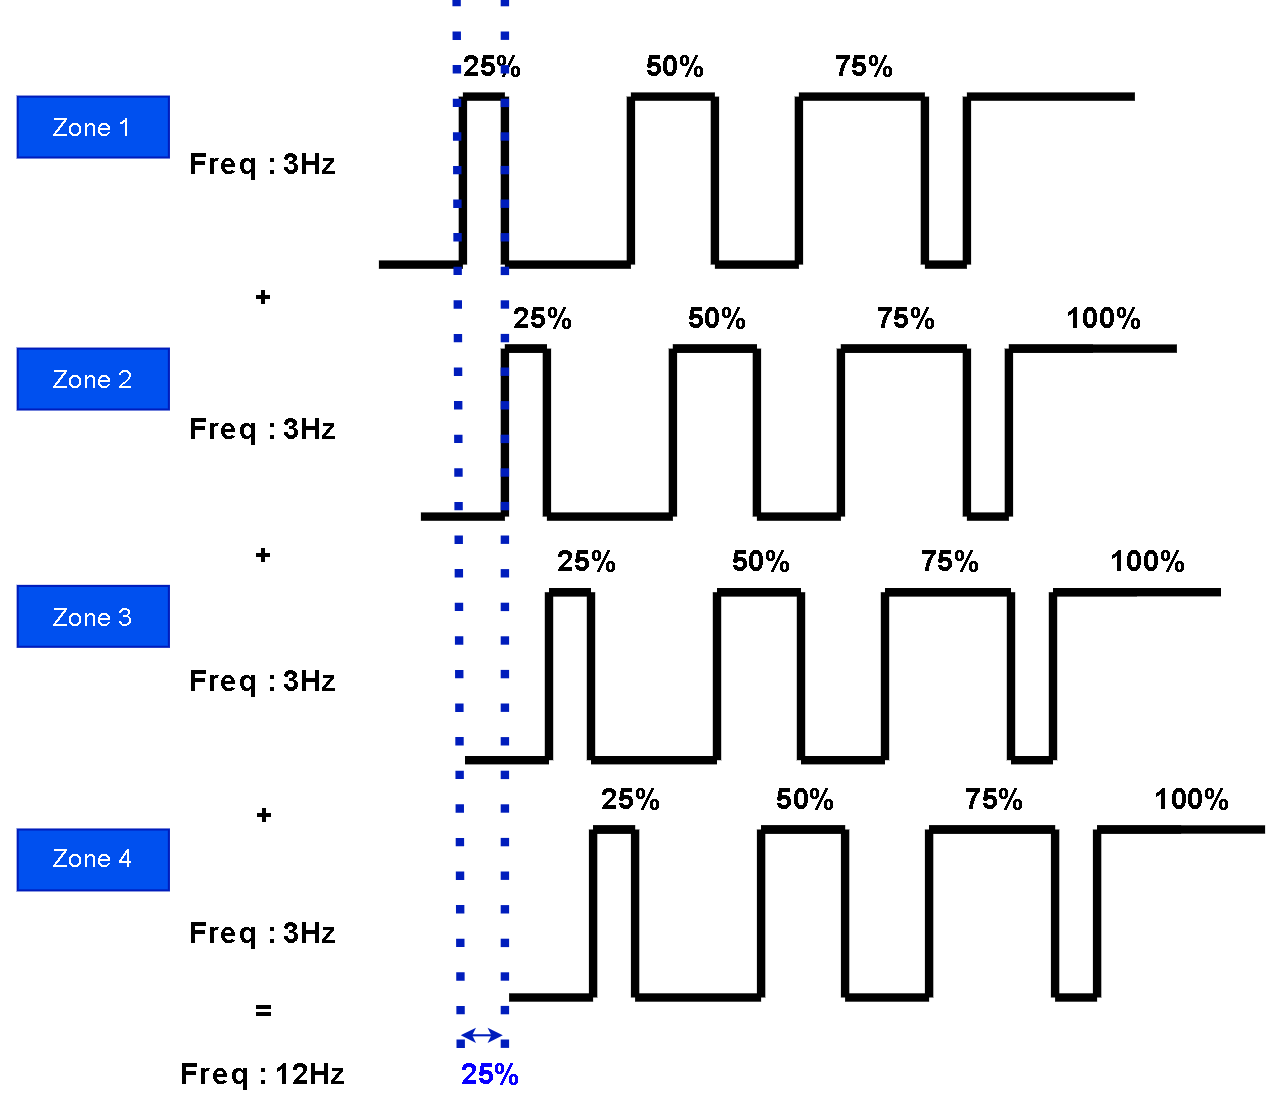 25% 50% 75%
Zone 1
Freq : 3Hz
+
25% 50% 75% 100%
Zone 2
Freq : 3Hz
+
25% 50% 75% 100%
Zone 3
Freq : 3Hz
+
25% 50% 75% 100%
Zone 4
Freq : 3Hz
=
Freq : 12Hz 25%